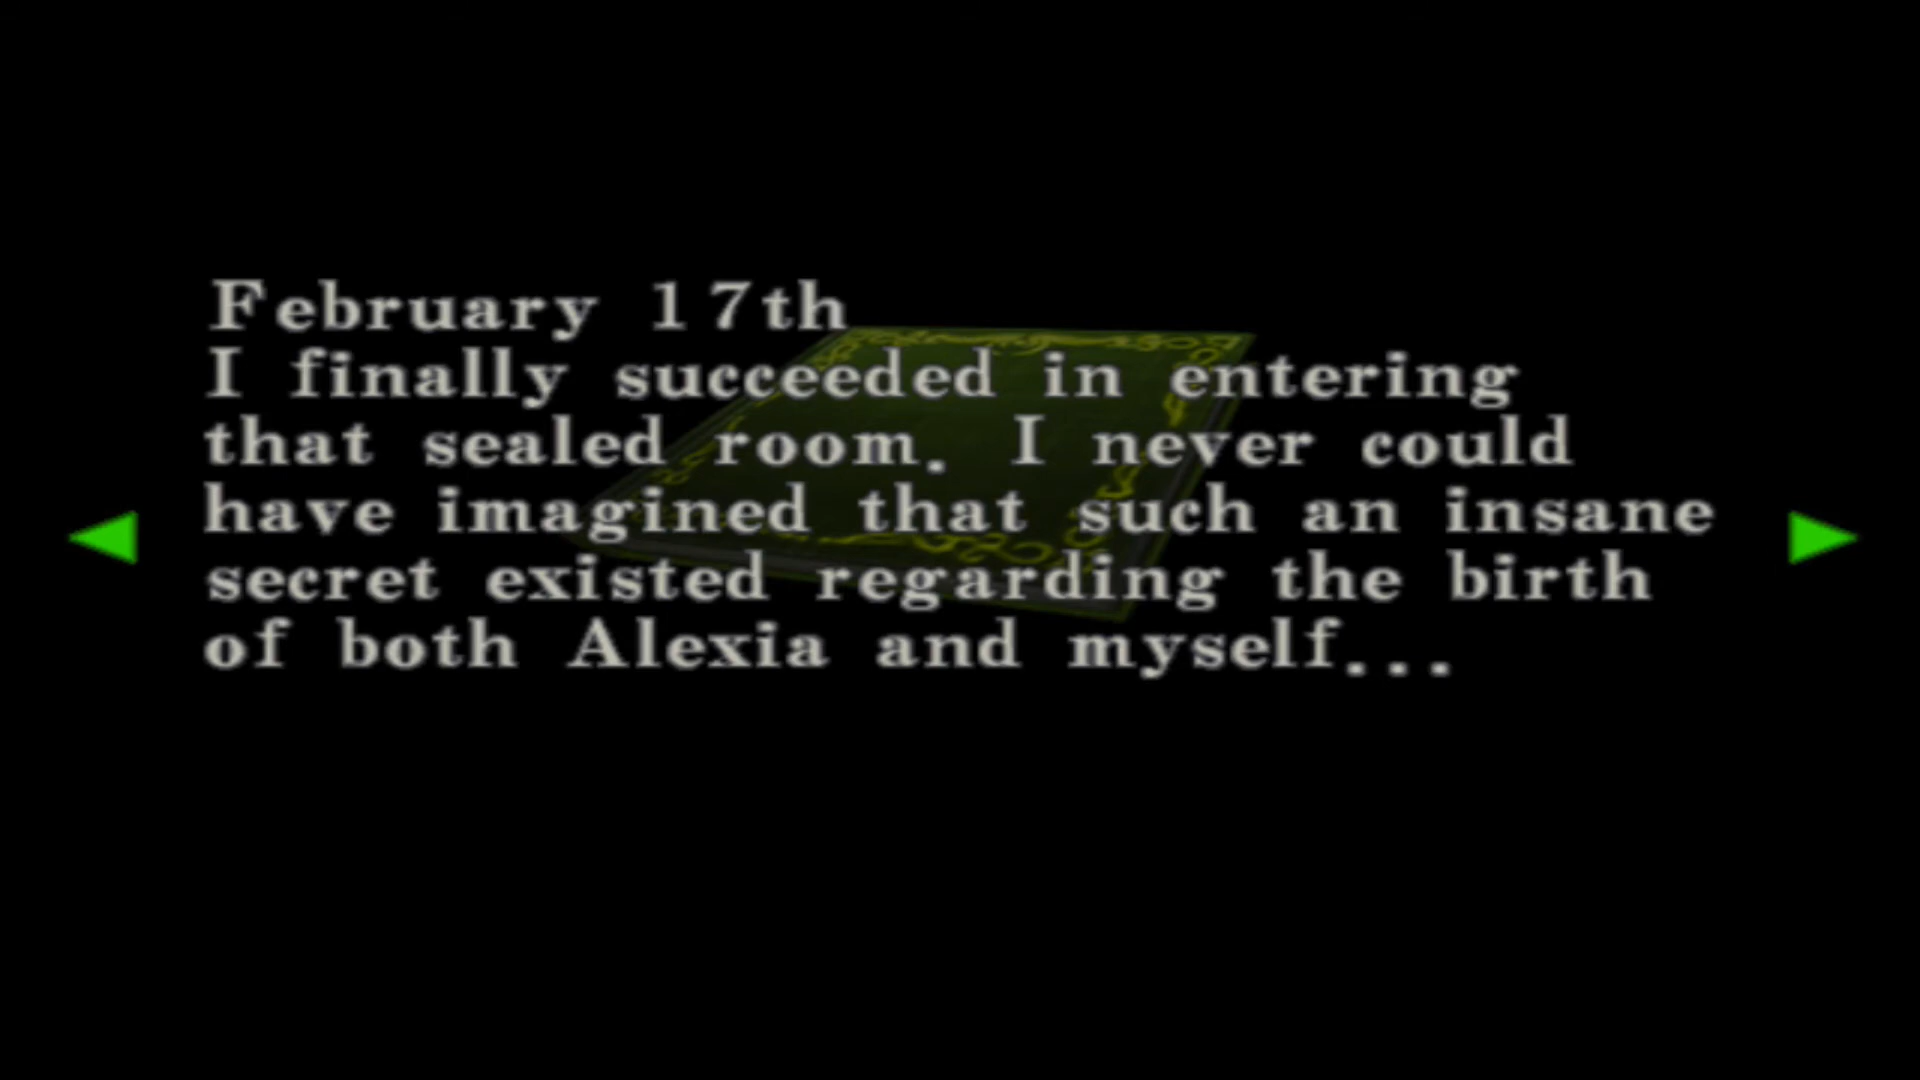 February 17th
I finally succeeded in entering
that sealed room. I never could
have imagined that such an insane
secret existed regarding the birth
of both Alexia and myself...